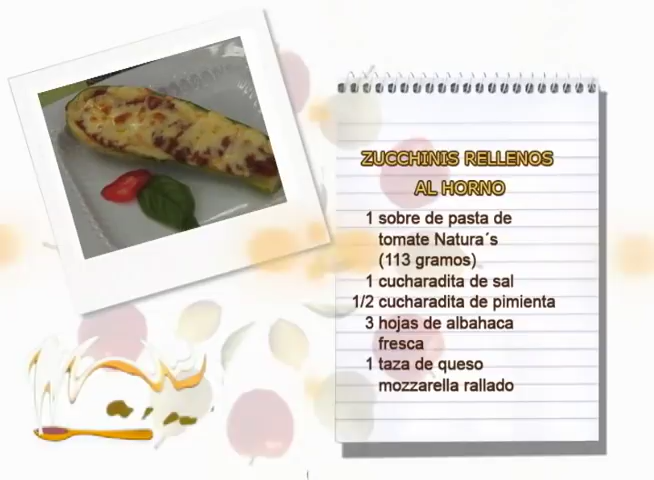 ZUCCHINIS RELLENOS
AL HORNO
1 sobre de pasta de
tomate Natura´s
(113 gramos)
1 cucharadita de sal
1/2 cucharadita de pimienta
3 hojas de albahaca
fresca
1 taza de queso
mozzarella rallado